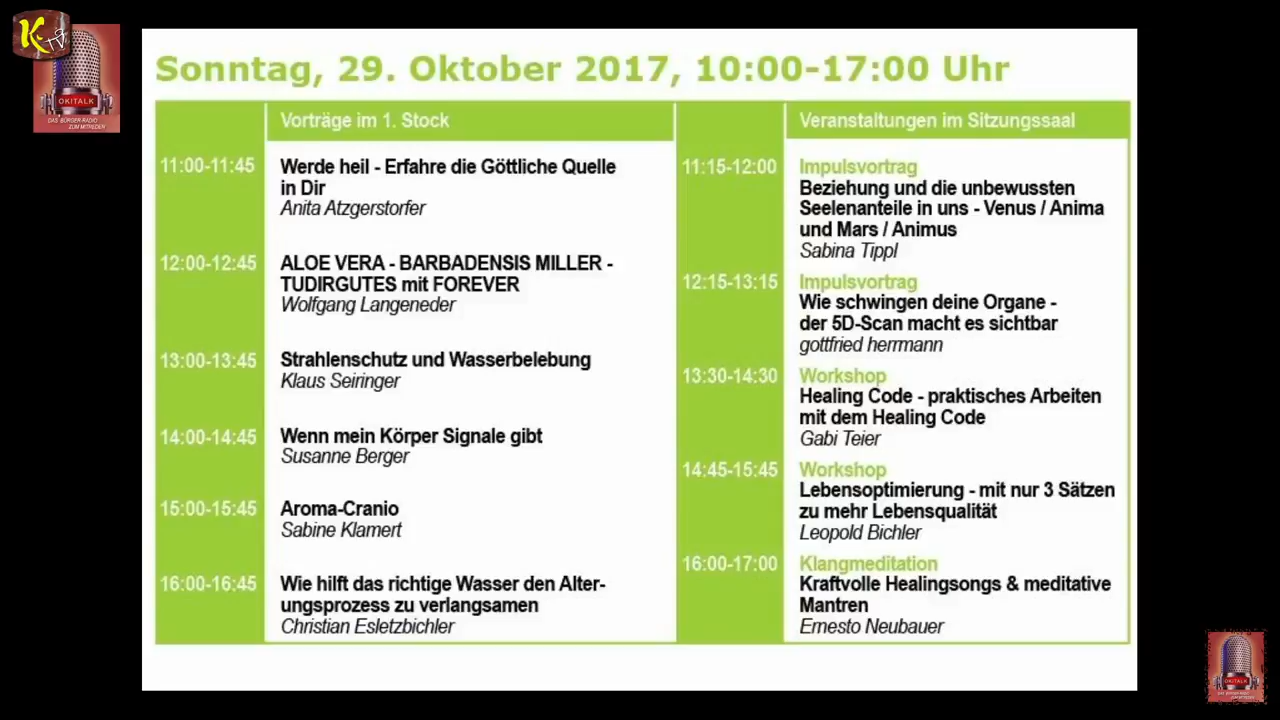 K
TV
OKITALK
DAS BÜRGER-RADIO
ZUM MITREDEN
Sonntag, 29. Oktober 2017, 10:00-17:00 Uhr
Vorträge im 1. Stock
11:00-11:45
Werde heil - Erfahre die Göttliche Quelle
in Dir
Anita Atzgerstorfer
12:00-12:45
ALOE VERA - BARBADENSIS MILLER -
TUDIRGUTES mit FOREVER
Wolfgang Langeneder
13:00-13:45
Strahlenschutz und Wasserbelebung
Klaus Seiringer
14:00-14:45
Wenn mein Körper Signale gibt
Susanne Berger
15:00-15:45
Aroma-Cranio
Sabine Klamert
16:00-16:45
Wie hilft das richtige Wasser den Alter-
ungsprozess zu verlangsamen
Christian Esletzbichler
Veranstaltungen im Sitzungssaal
11:15-12:00
Impulsvortrag
Beziehung und die unbewussten
Seelenanteile in uns - Venus / Anima
und Mars / Animus
Sabina Tippl
12:15-13:15
Impulsvortrag
Wie schwingen deine Organe -
der 5D-Scan macht es sichtbar
gottfried herrmann
13:30-14:30
Workshop
Healing Code - praktisches Arbeiten
mit dem Healing Code
Gabi Teier
14:45-15:45
Workshop
Lebensoptimierung - mit nur 3 Sätzen
zu mehr Lebensqualität
Leopold Bichler
16:00-17:00
Klangmeditation
Kraftvolle Healingsongs & meditative
Mantren
Ernesto Neubauer
OKITALK